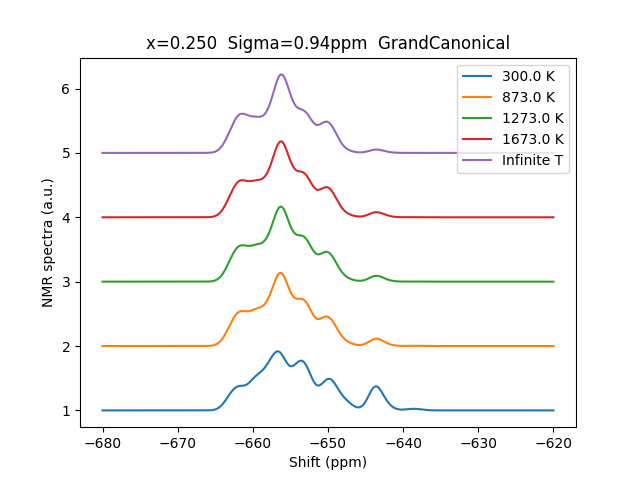 x=0.250  Sigma=0.94ppm  GrandCanonical
NMR spectra (a.u.)
6
5
4
3
2
1
300.0 K
873.0 K
1273.0 K
1673.0 K
Infinite T
−680 −670 −660 −650 −640 −630 −620
Shift (ppm)